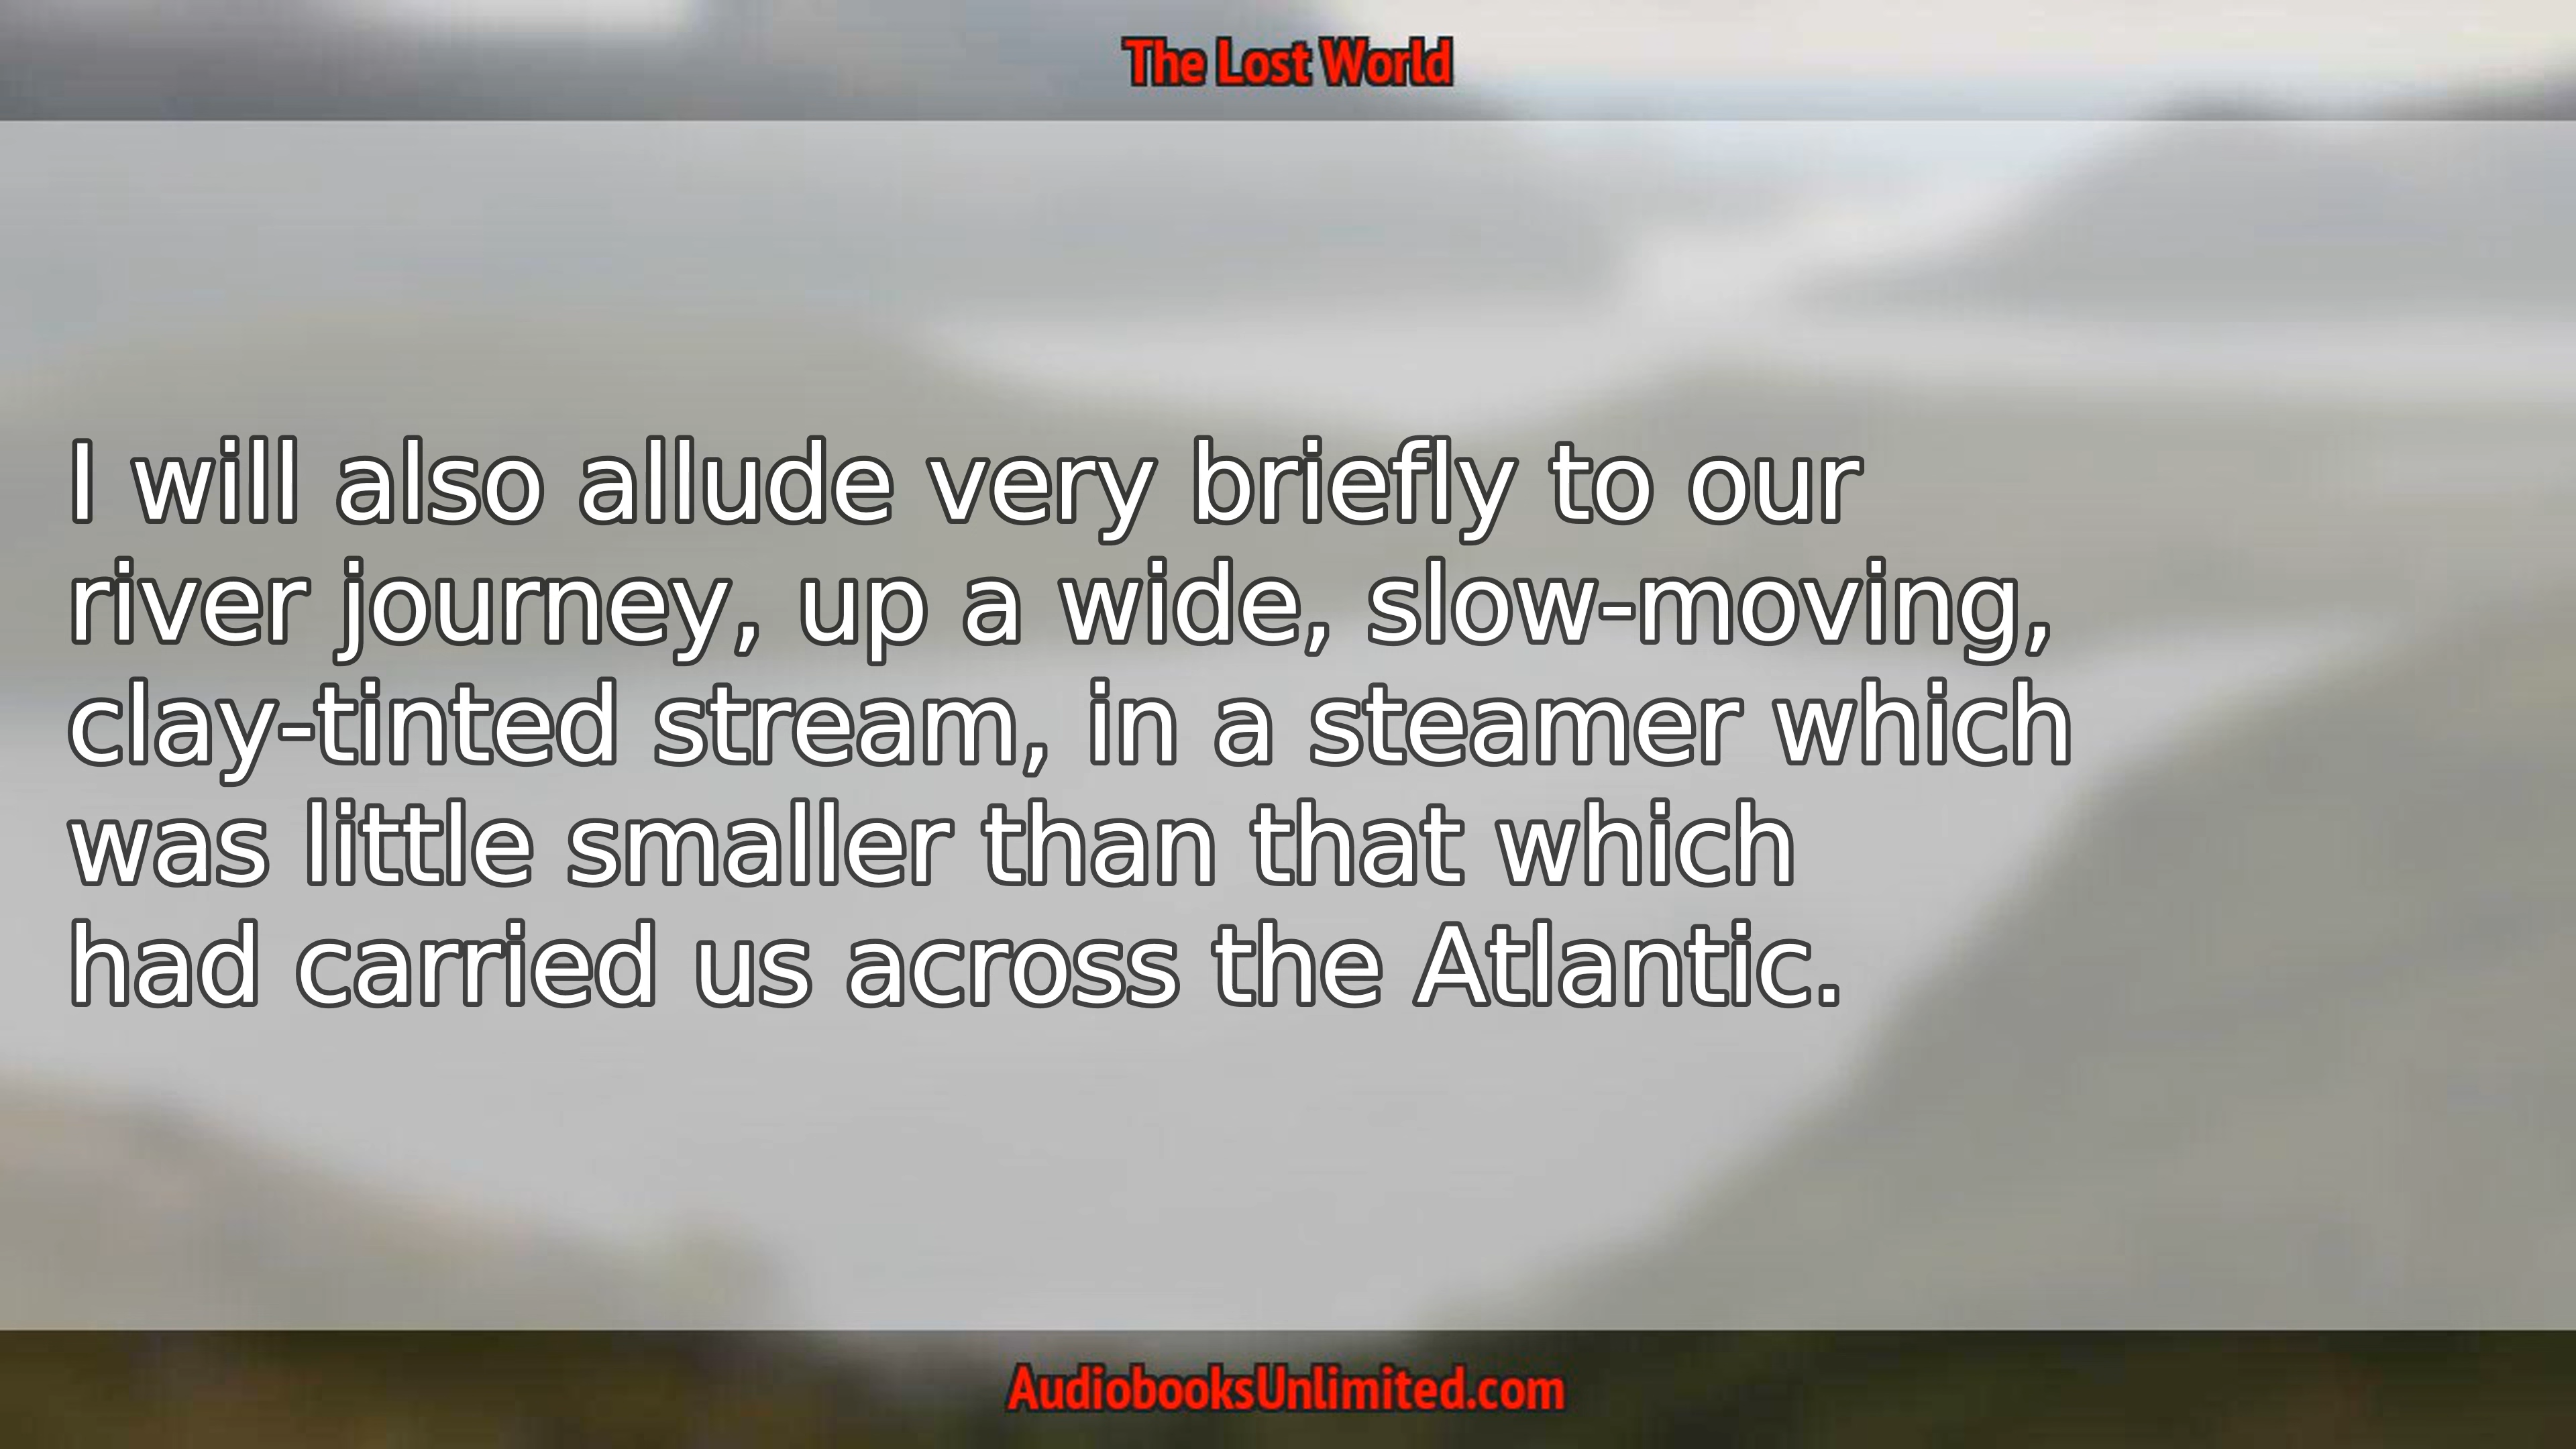 The Lost World
I will also allude very briefly to our
river journey, up a wide, slow-moving,
clay-tinted stream, in a steamer which
was little smaller than that which
had carried us across the Atlantic.
AudiobooksUnlimited.com